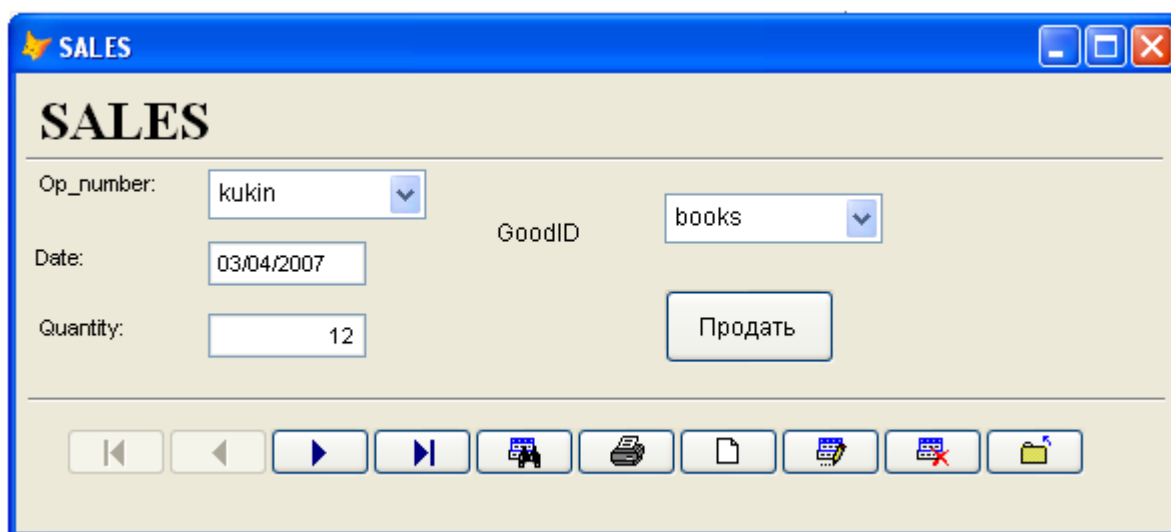 SALES
SALES
Op_number:
kukin
GoodID
books
Date:
03/04/2007
Quantity:
12
Продать